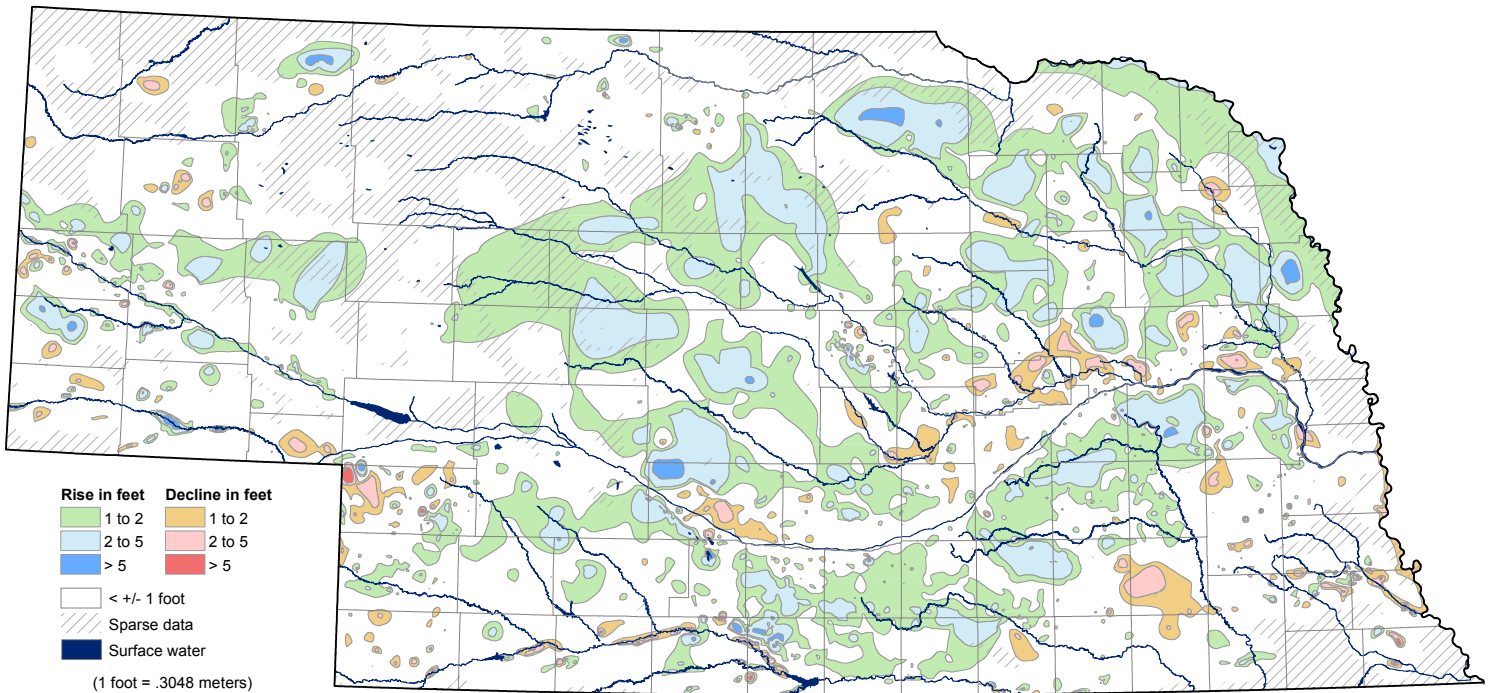 Rise in feet Decline in feet
1 to 2 1 to 2
2 to 5 2 to 5
> 5 > 5
< +/- 1 foot
Sparse data
Surface water
(1 foot = .3048 meters)